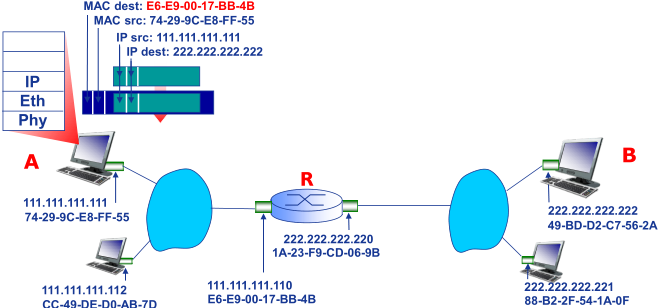 MAC dest: E6-E9-00-17-BB-4B
MAC src: 74-29-9C-E8-FF-55
IP src: 111.111.111.111
IP dest: 222.222.222.222
IP
Eth
Phy
A
B
R
111.111.111.111
74-29-9C-E8-FF-55
222.222.222.222
49-BD-D2-C7-56-2A
222.222.222.220
1A-23-F9-CD-06-9B
111.111.111.112
CC-49-DE-D0-AB-7D
111.111.111.110
E6-E9-00-17-BB-4B
222.222.222.221
88-B2-2F-54-1A-0F